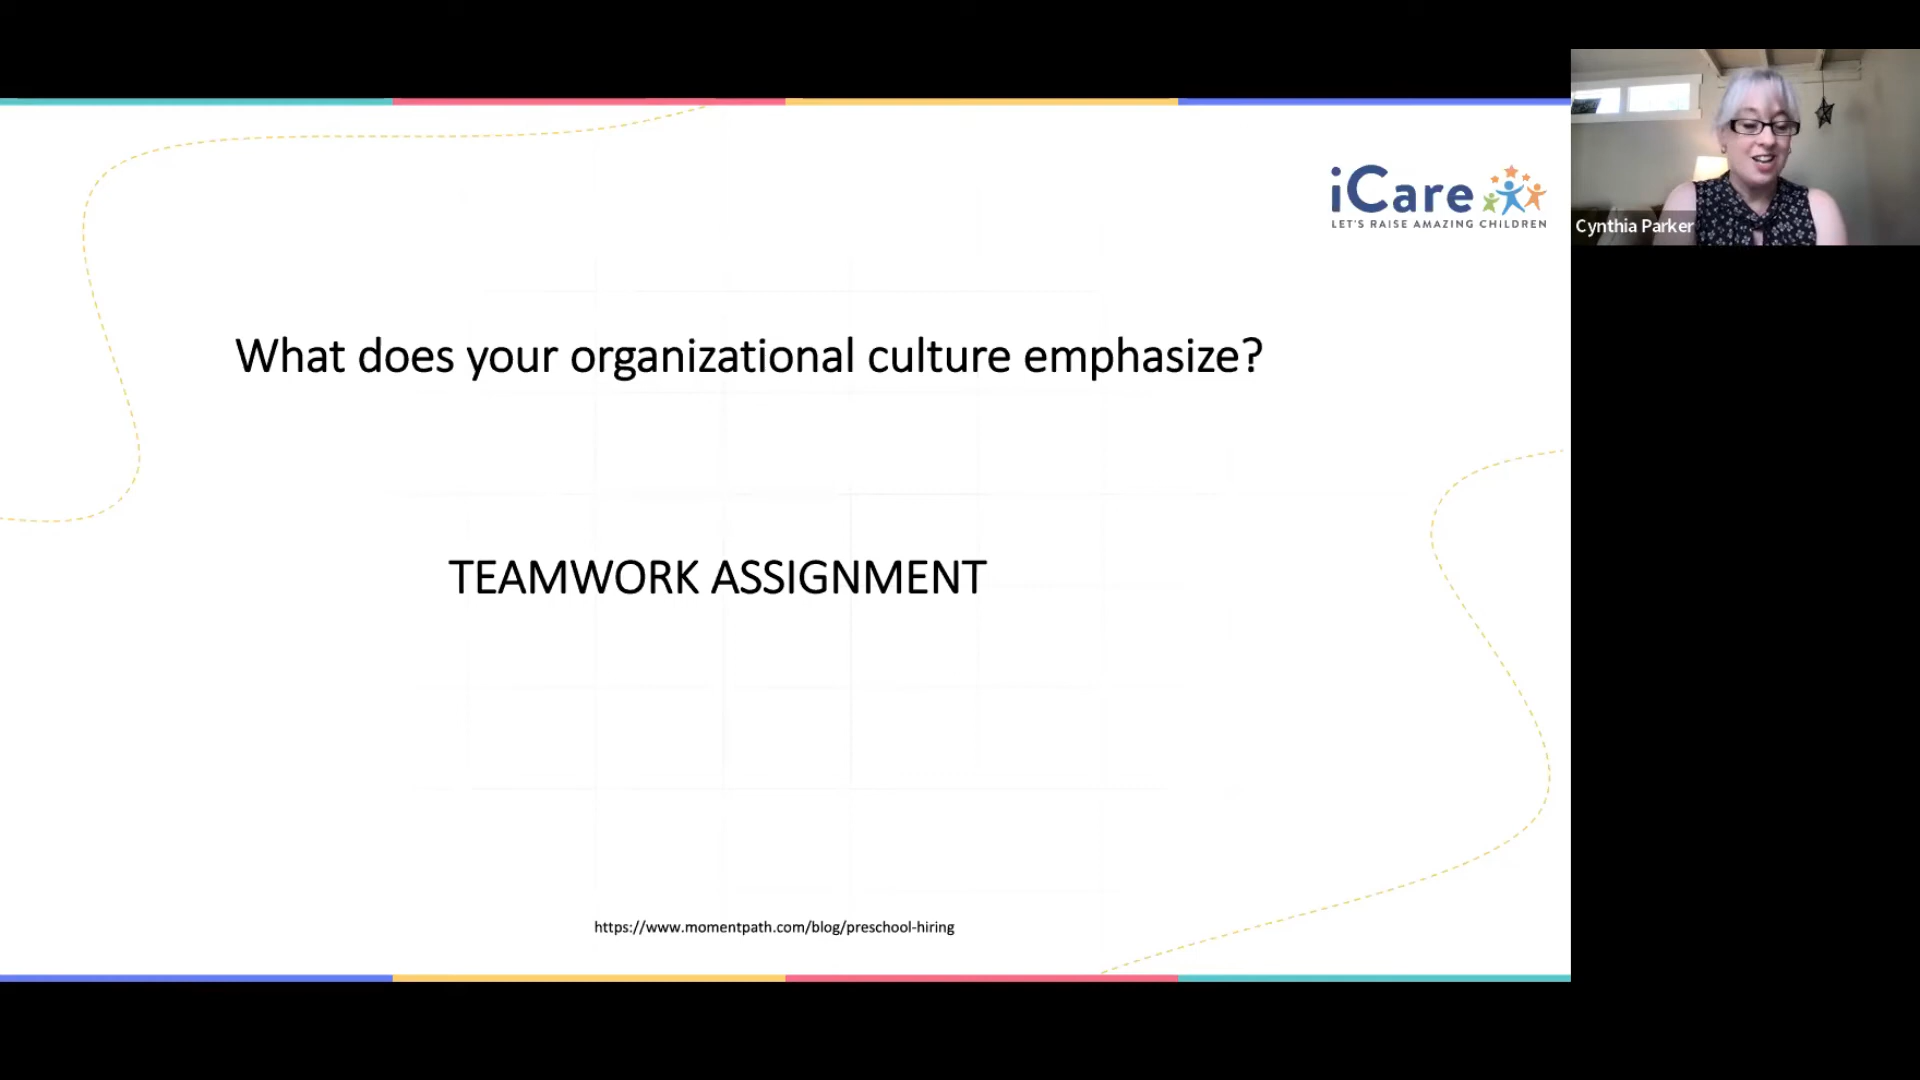 iCare
LET'S RAISE AMAZING CHILDREN
Cynthia Parker
What does your organizational culture emphasize?
TEAMWORK ASSIGNMENT
https://www.momentpath.com/blog/preschool-hiring